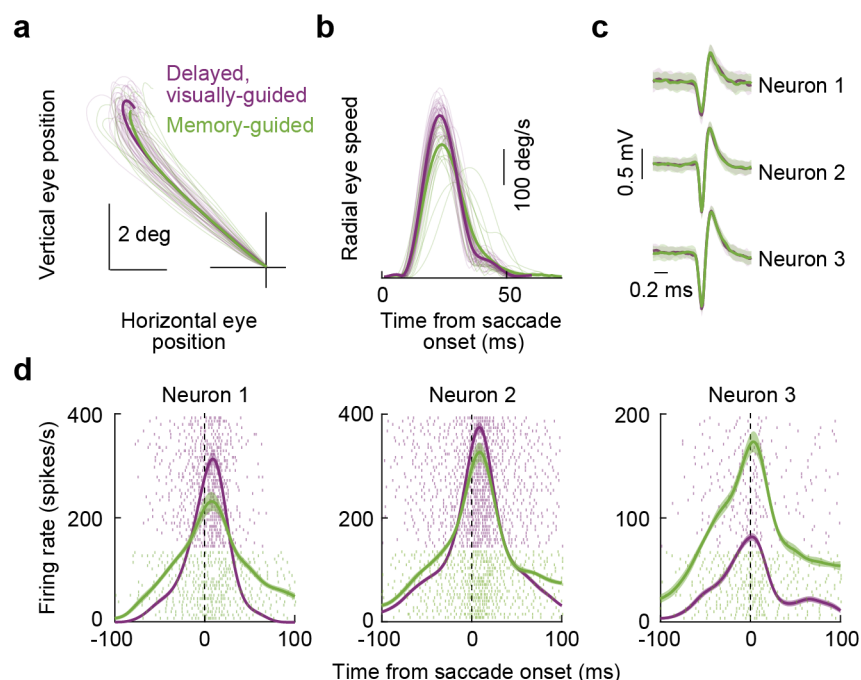 a
Vertical eye position
Delayed,
visually-guided
Memory-guided
2 deg
Horizontal eye
position
b
Radial eye speed
100 deg/s
0
50
Time from saccade
onset (ms)
c
Neuron 1
Neuron 2
Neuron 3
0.5 mV
0.2 ms
d
Firing rate (spikes/s)
Neuron 1
400
200
0
-100
0
100
Neuron 2
400
200
0
-100
0
100
Neuron 3
200
100
0
-100
0
100
Time from saccade onset (ms)